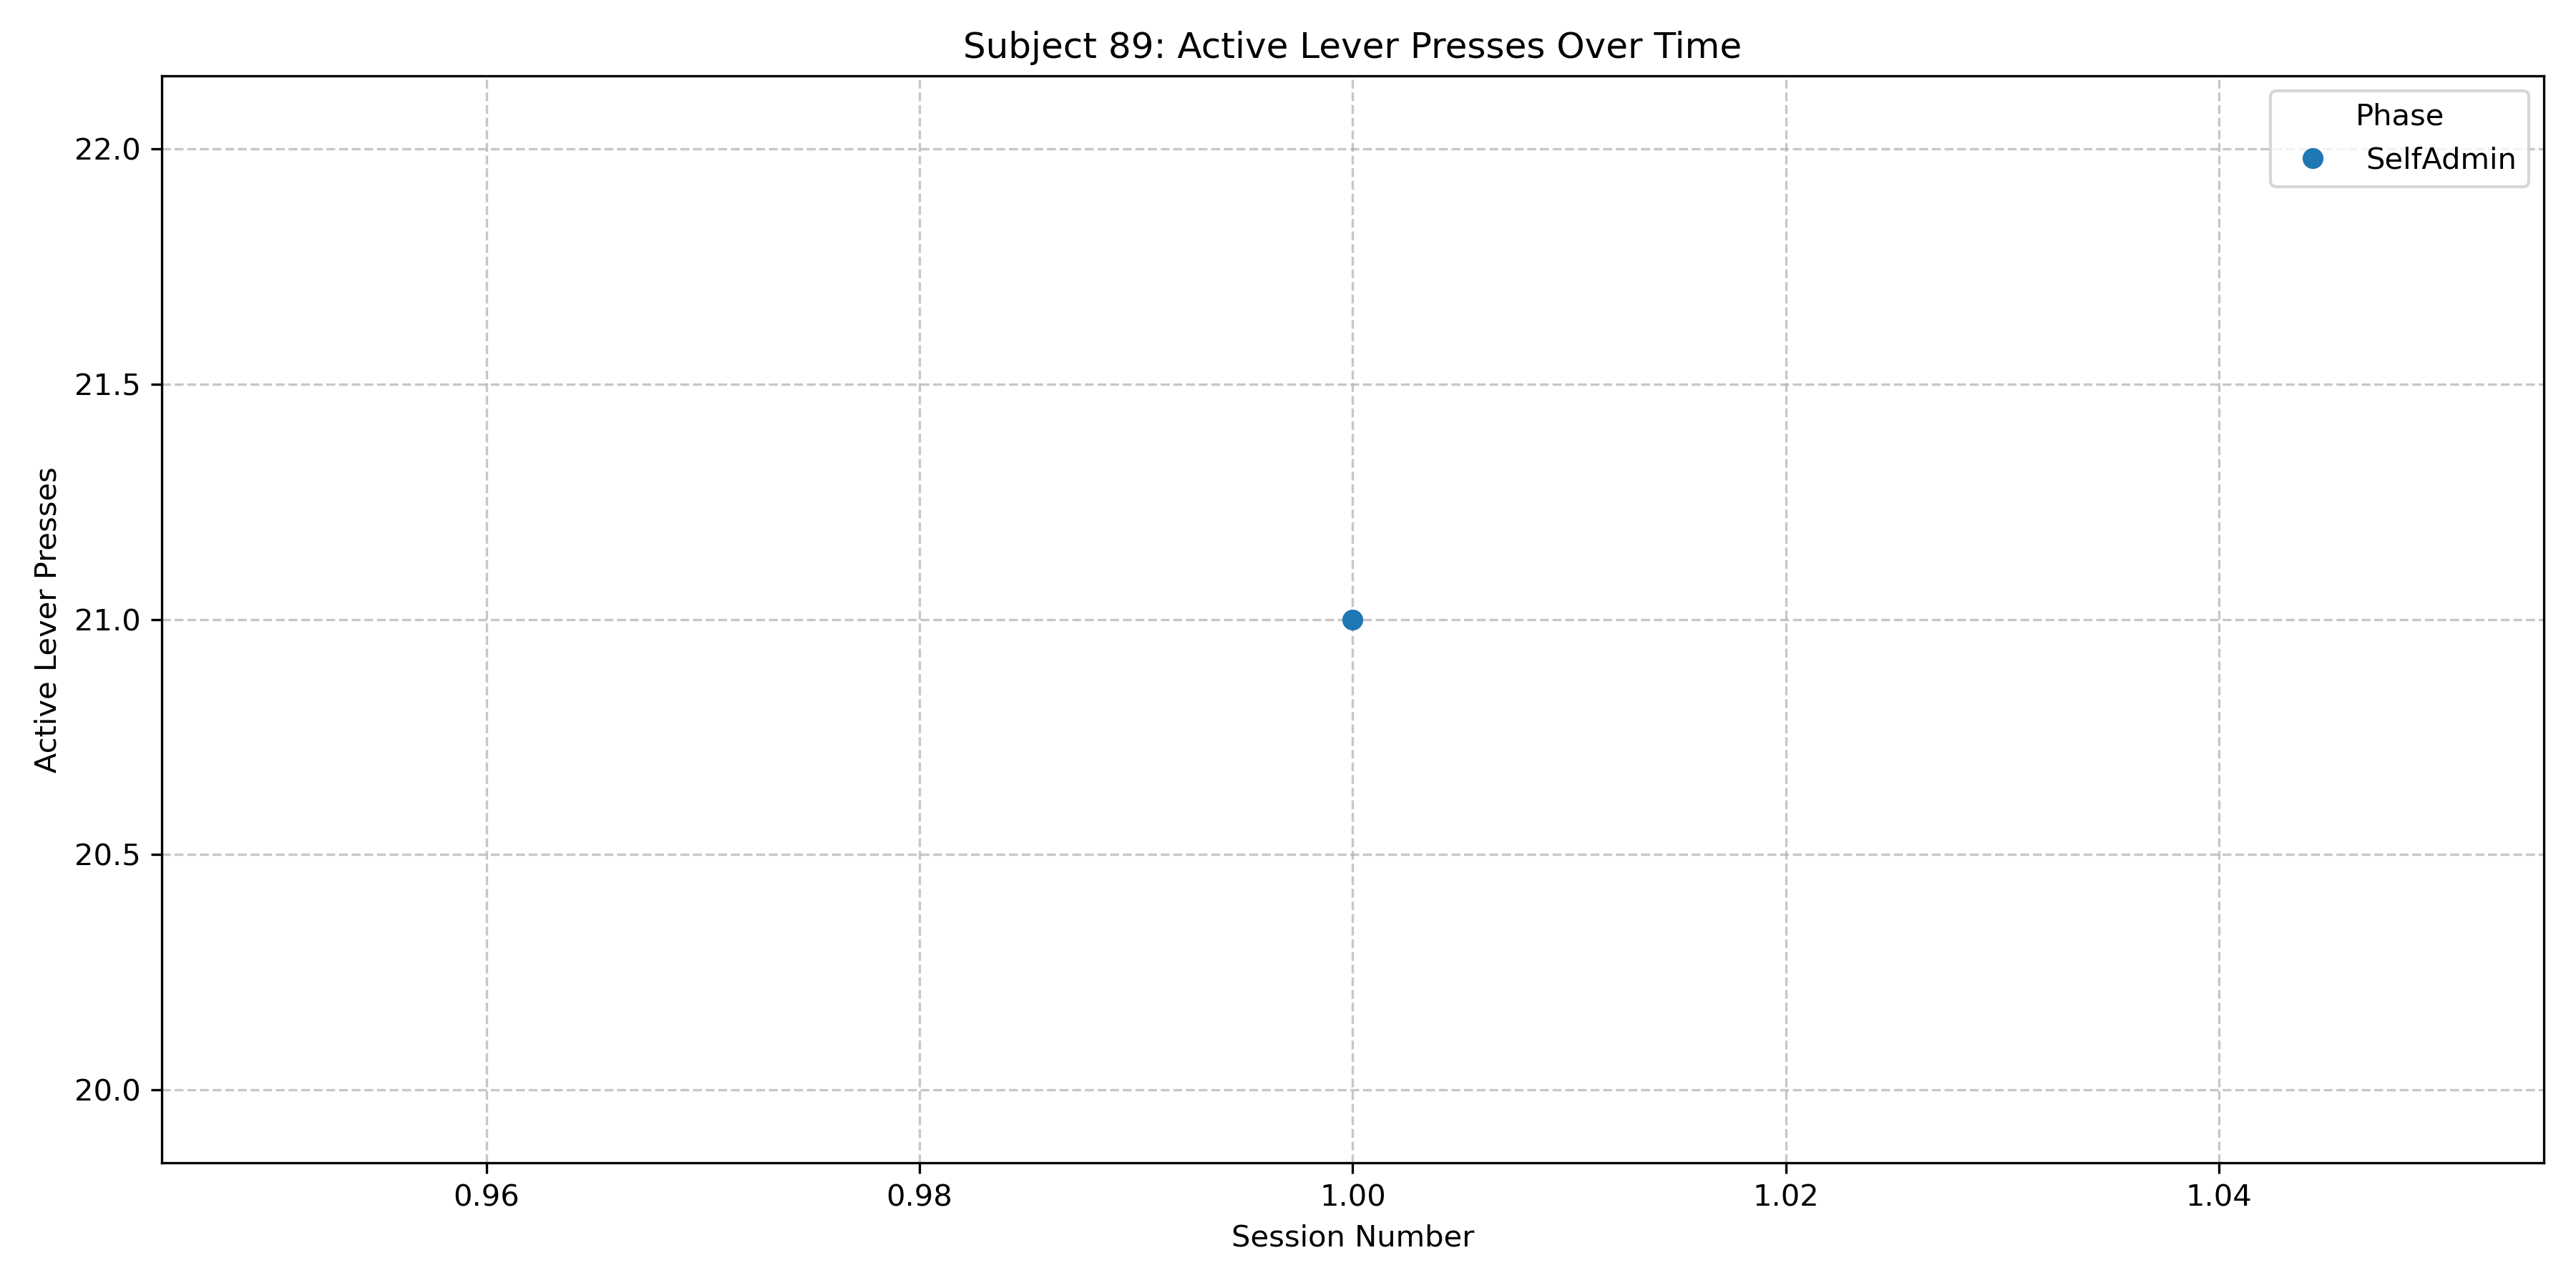 Subject 89: Active Lever Presses Over Time
Phase
SelfAdmin
22.0
21.5
21.0
20.5
20.0
Active Lever Presses
0.96 0.98 1.00 1.02 1.04
Session Number